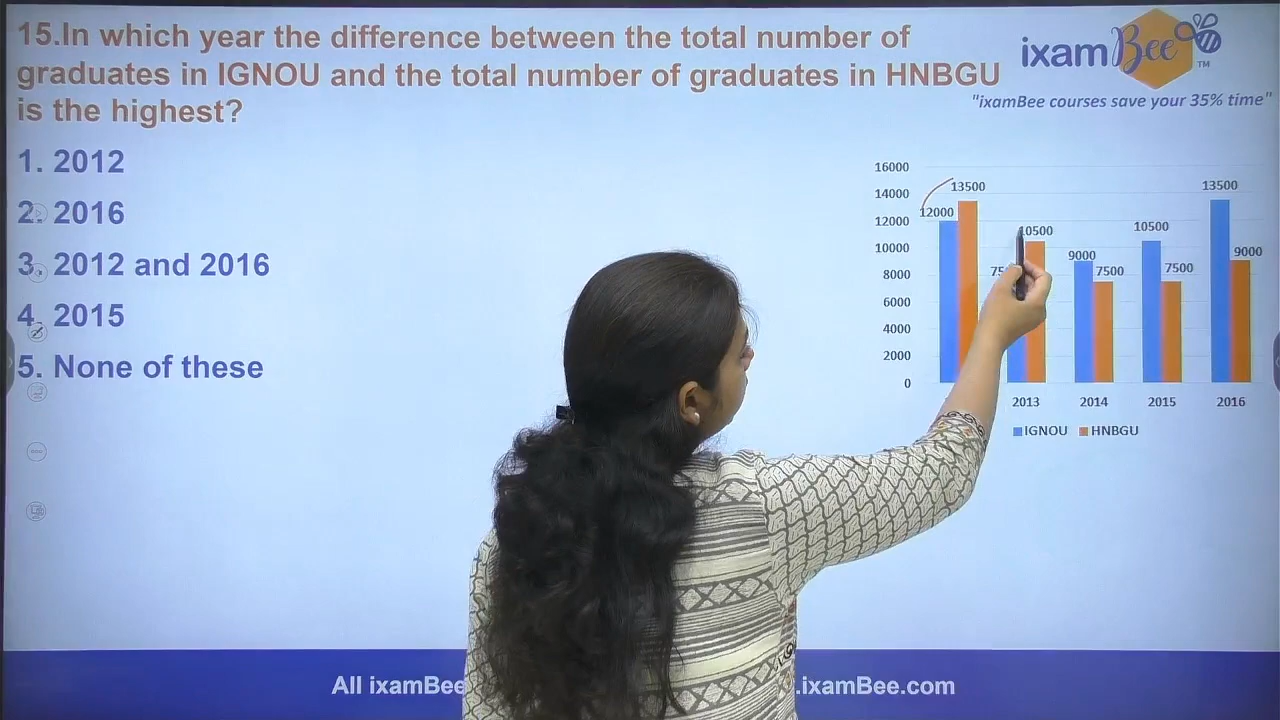 15.In which year the difference between the total number of
graduates in IGNOU and the total number of graduates in HNBGU
is the highest?
ixamBee
TM
"ixamBee courses save your 35% time"
1. 2012
2. 2016
3. 2012 and 2016
4. 2015
5. None of these
16000
14000
12000
10000
8000
6000
4000
2000
0
12000
13500
75
10500
9000
7500
10500
7500
13500
9000
2013 2014 2015 2016
IGNOU HNBGU
All ixamBee .ixamBee.com